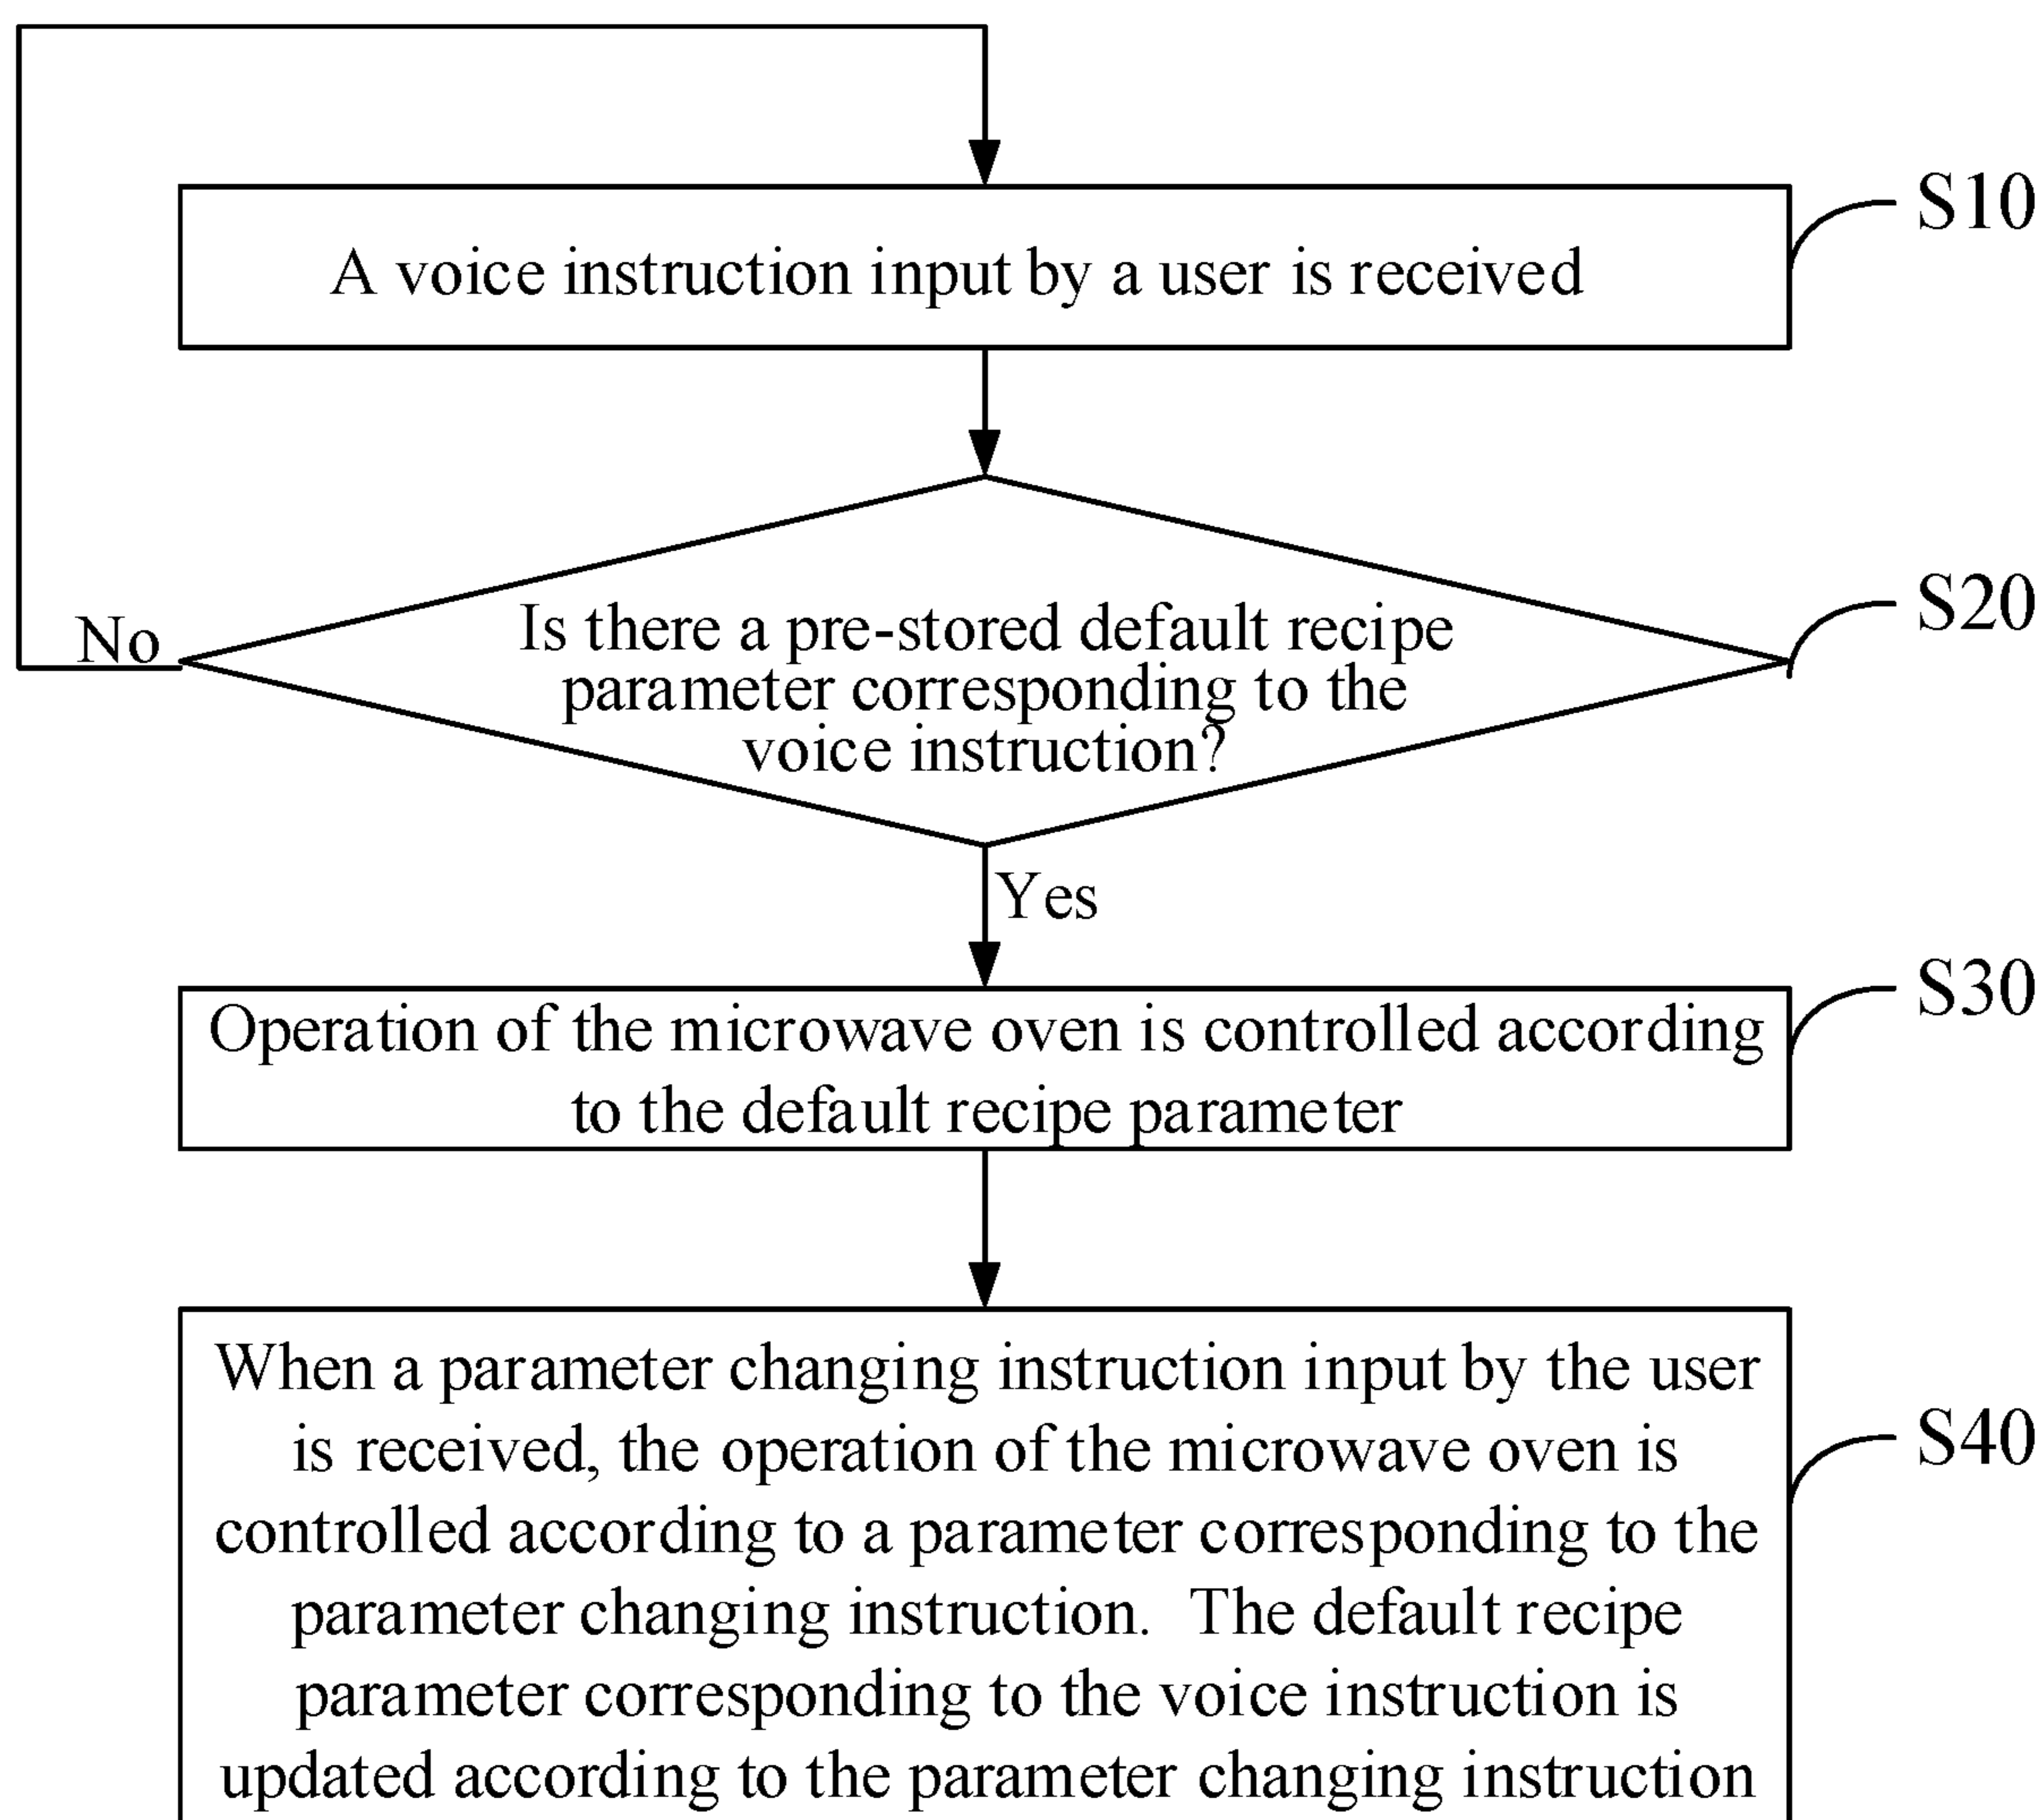 A voice instruction input by a user is received
S10
Is there a pre-stored default recipe
parameter corresponding to the
voice instruction?
S20
No
Yes
Operation of the microwave oven is controlled according
to the default recipe parameter
S30
When a parameter changing instruction input by the user
is received, the operation of the microwave oven is
controlled according to a parameter corresponding to the
parameter changing instruction.  The default recipe
parameter corresponding to the voice instruction is
updated according to the parameter changing instruction
S40